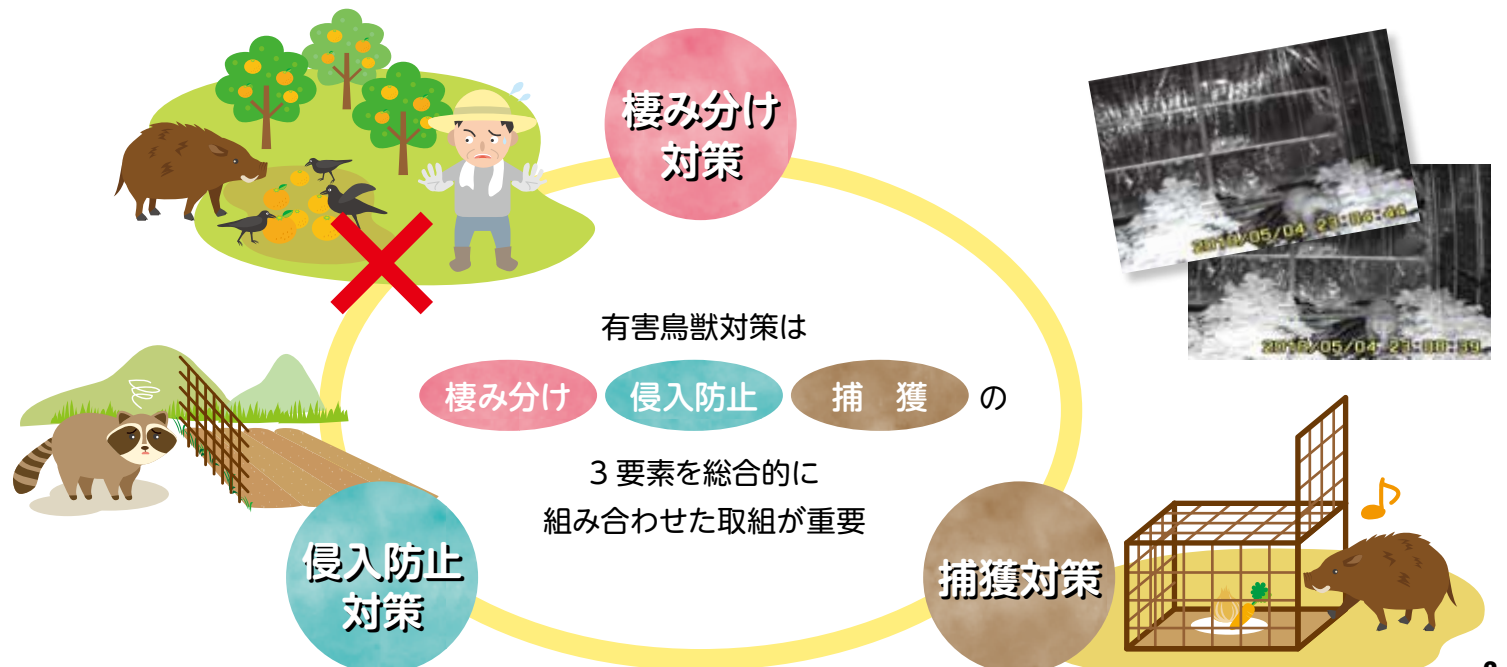 棲み分け
対策
有害鳥獣対策は
棲み分け 侵入防止 捕 獲 の
3要素を総合的に
組み合わせた取組が重要
侵入防止
対策
捕獲対策